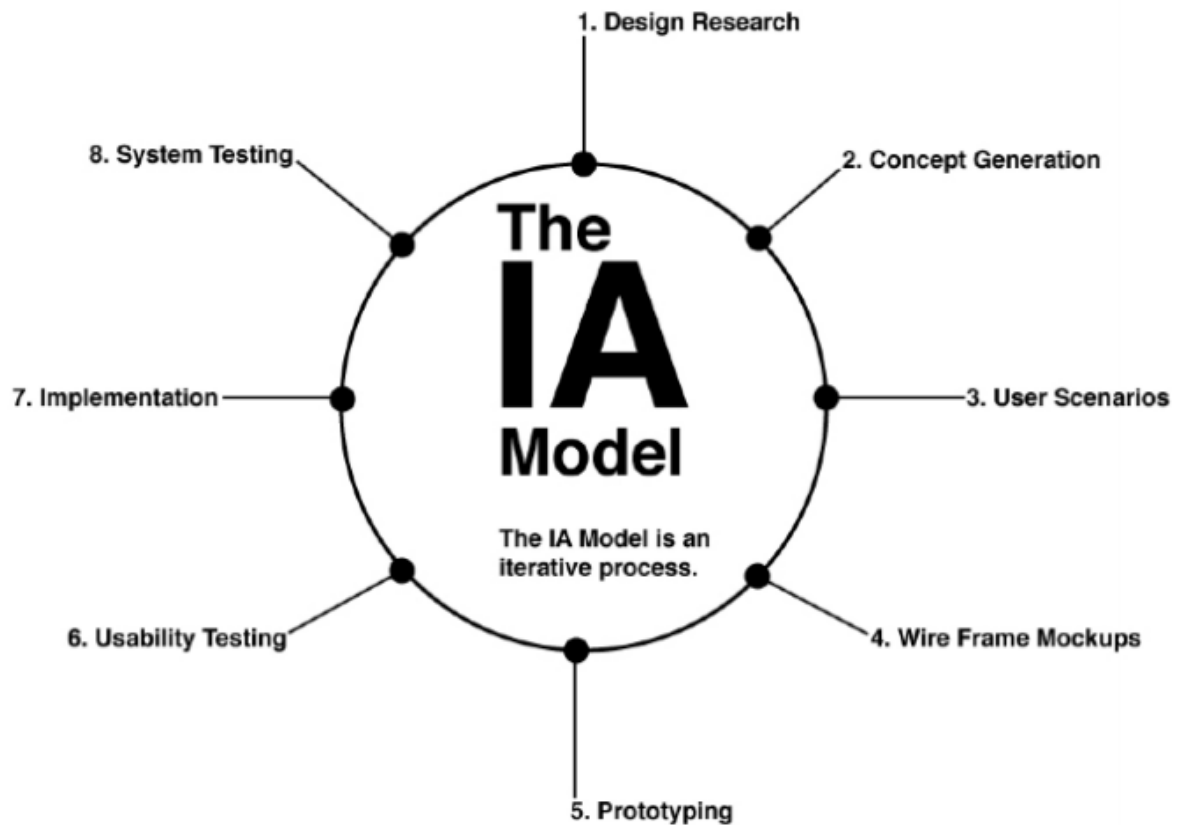 1. Design Research
8. System Testing
2. Concept Generation
The
IA
Model
7. Implementation
3. User Scenarios
The IA Model is an
iterative process.
6. Usability Testing
4. Wire Frame Mockups
5. Prototyping